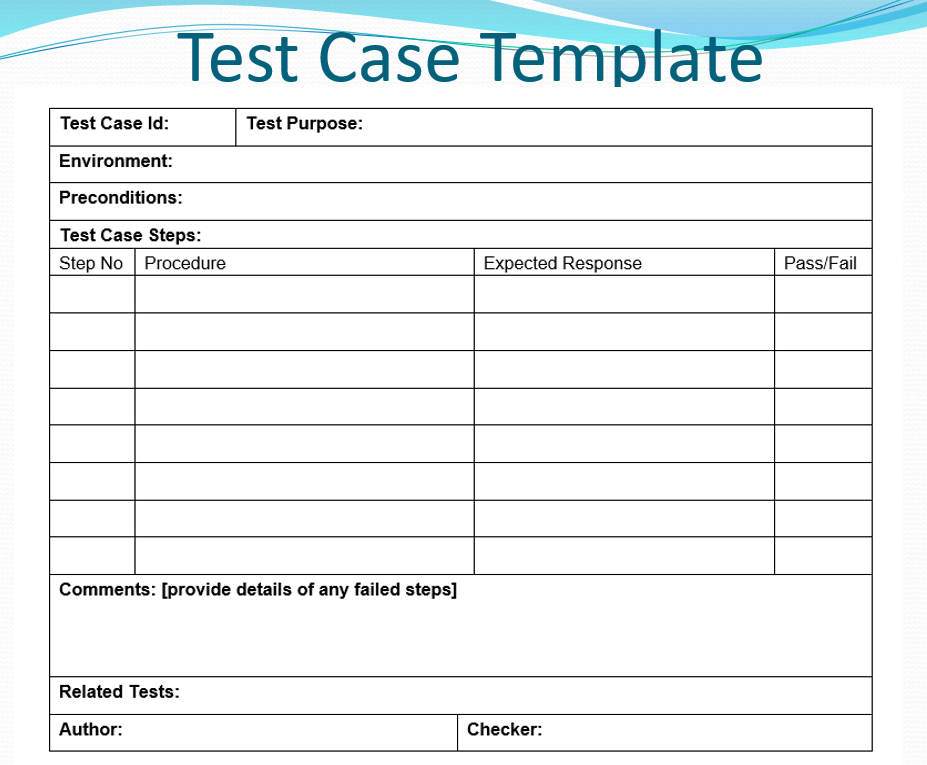 Test Case Template
Test Case Id: Test Purpose:
Environment:
Preconditions:
Test Case Steps:
Step No Procedure Expected Response Pass/Fail
Comments: [provide details of any failed steps]
Related Tests:
Author: Checker: